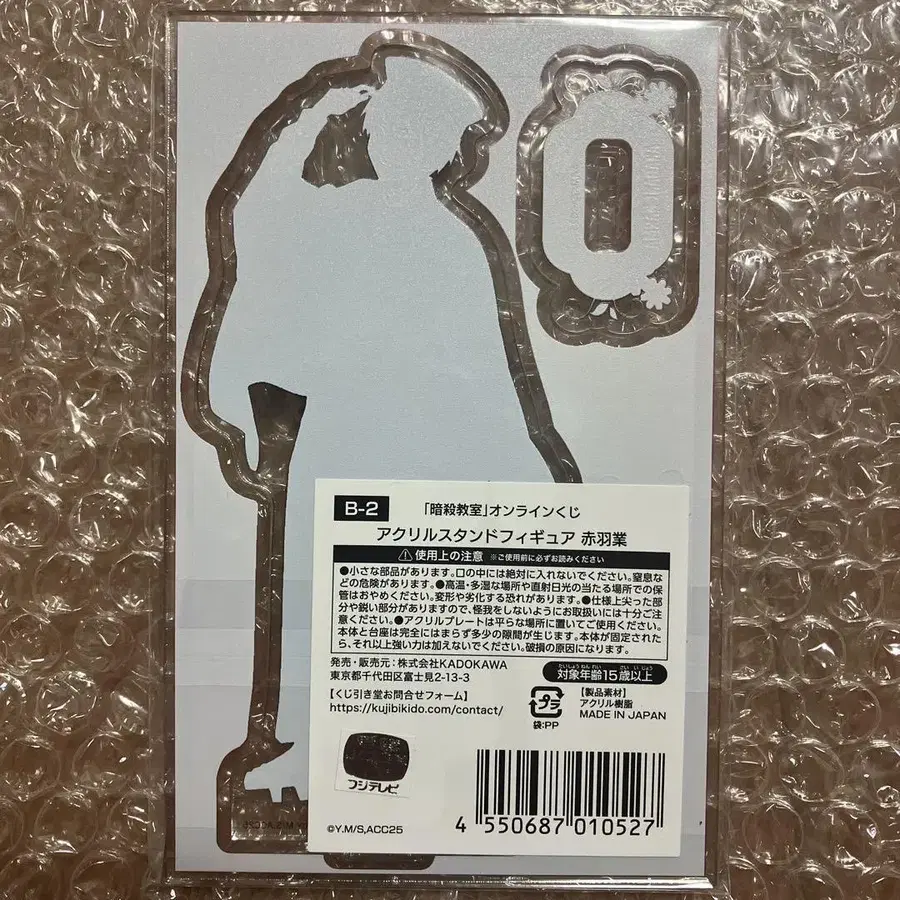 B-2
「暗殺教室」オンラインくじ
アクリルスタンドフィギュア 赤羽業
⚠使用上の注意 ※ご使用前に必ずお読みください
●小さな部品があります。口の中には絶対に入れないでください。窒息な
どの危険があります。●高温・多湿な場所や直射日光の当たる場所での保
管はおやめください。変形や劣化する恐れがあります。●仕様上尖った部
分や鋭い部分がありますので、怪我をしないようにお取扱いには十分ご注
意ください。●アクリルプレートは平らな場所に置いてご使用ください。
本体と台座は完全にはまらず多少の隙間が生じます。本体が固定された
ら、それ以上強い力は加えないでください。破損の原因になります。
発売・販売元:株式会社KADOKAWA
東京都千代田区富士見2-13-3
たいしょうねんれい さい いじょう
対象年齢15歳以上
【くじ引き堂お問合せフォーム】
https://kujibikido.com/contact/
プラ
袋:PP
【製品素材】
アクリル樹脂
MADE IN JAPAN
フジテレビ
©Y.M/S,ACC25
4 550687 010527